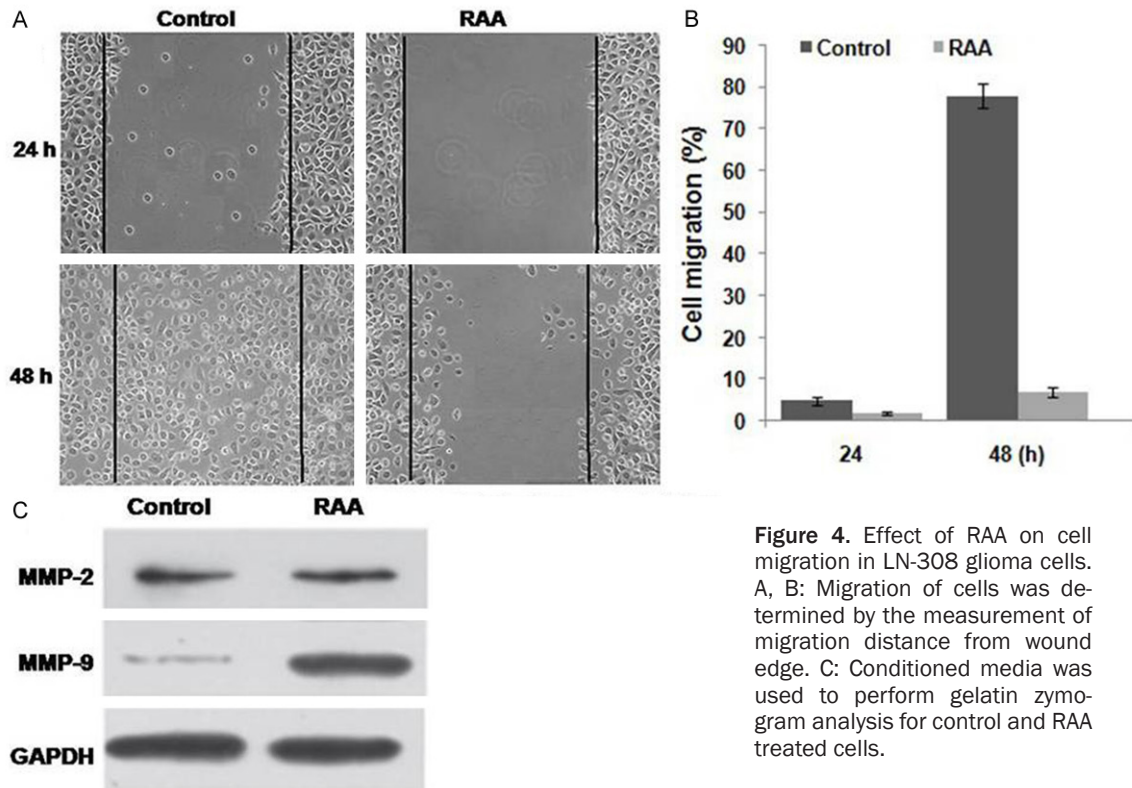 A
Control
RAA
24 h
48 h
B
Control
RAA
Cell migration (%)
90
80
70
60
50
40
30
20
10
0
24
48 (h)
C
Control
RAA
MMP-2
MMP-9
GAPDH
Figure 4. Effect of RAA on cell
migration in LN-308 glioma cells.
A, B: Migration of cells was de-
termined by the measurement of
migration distance from wound
edge. C: Conditioned media was
used to perform gelatin zymo-
gram analysis for control and RAA
treated cells.